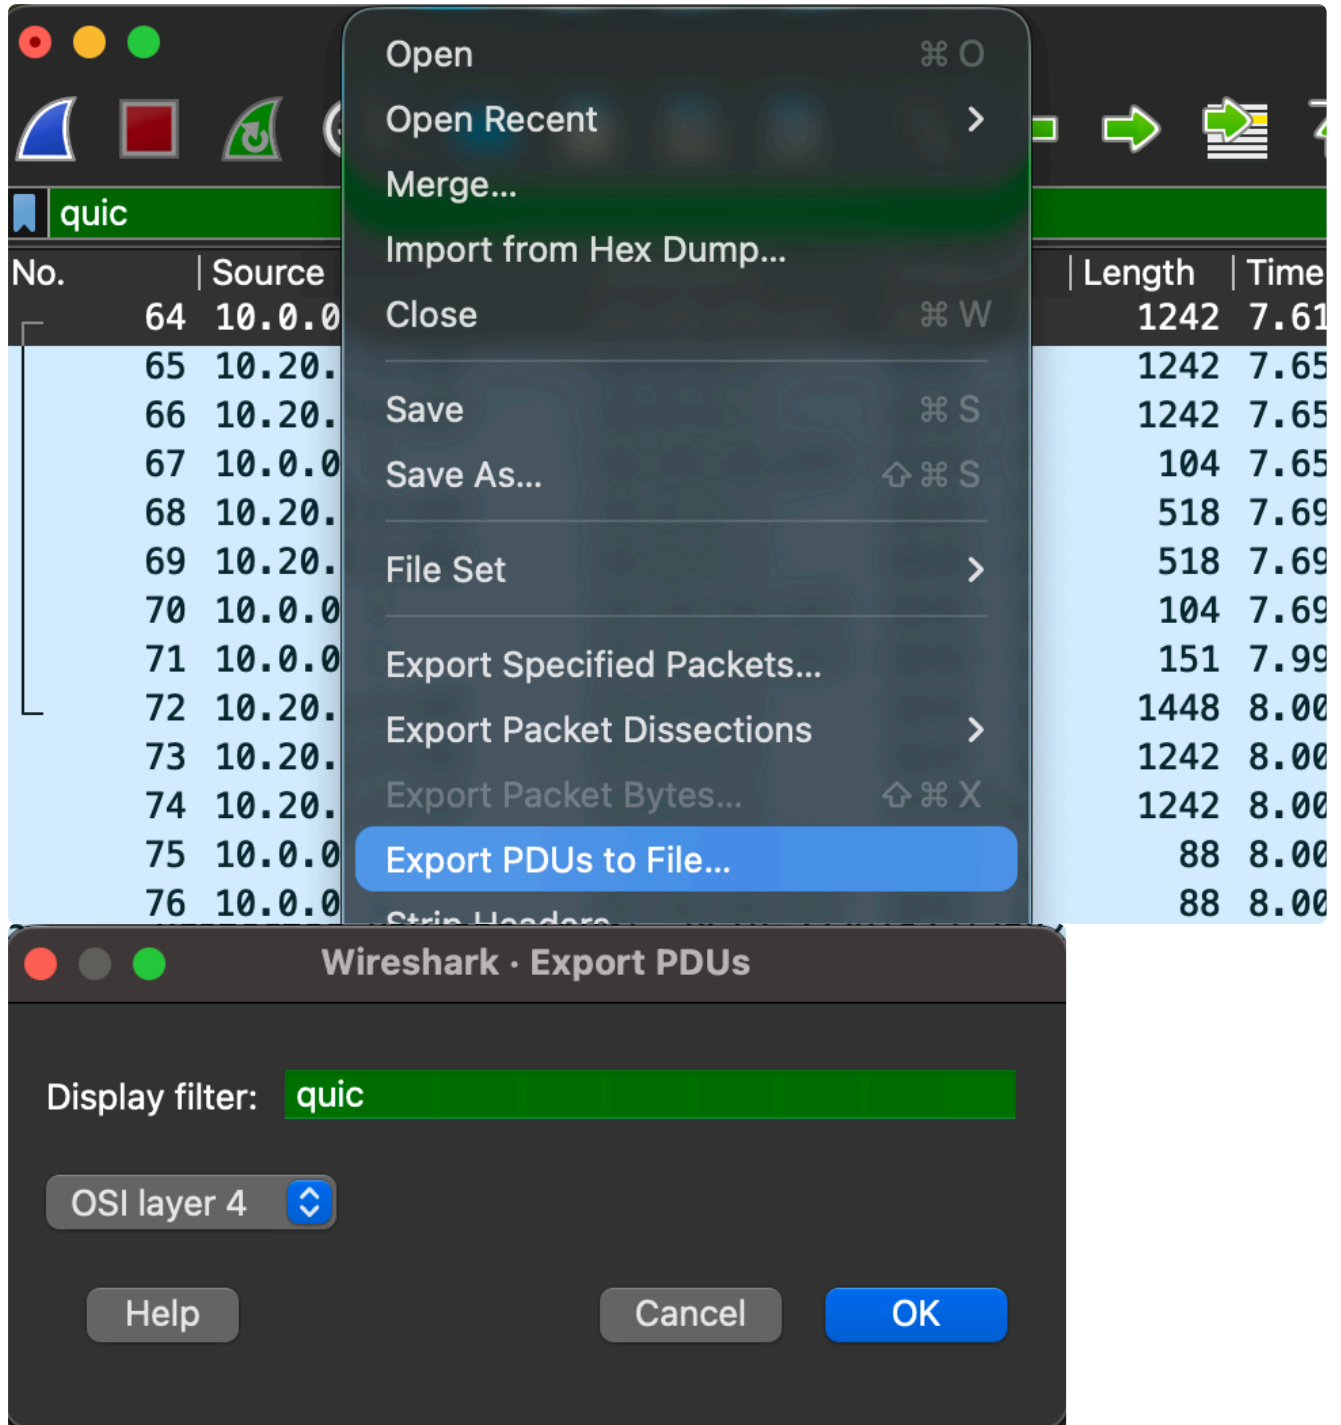 Open ⌘ O
Open Recent
Merge...
quic
Import from Hex Dump...
No. Source Length Time
64 10.0.0 Close ⌘ W 1242 7.61
65 10.20. 1242 7.65
66 10.20. Save ⌘ S 1242 7.65
67 10.0.0 Save As... ⇧ ⌘ S 104 7.65
68 10.20. 518 7.69
69 10.20. File Set 518 7.69
70 10.0.0 104 7.69
71 10.0.0 Export Specified Packets... 151 7.99
72 10.20. Export Packet Dissections 1448 8.00
73 10.20. 1242 8.00
74 10.20. Export Packet Bytes... ⇧ ⌘ X 1242 8.00
75 10.0.0 Export PDUs to File... 88 8.00
76 10.0.0 88 8.00
Wireshark · Export PDUs
Display filter: quic
OSI layer 4
Help Cancel OK